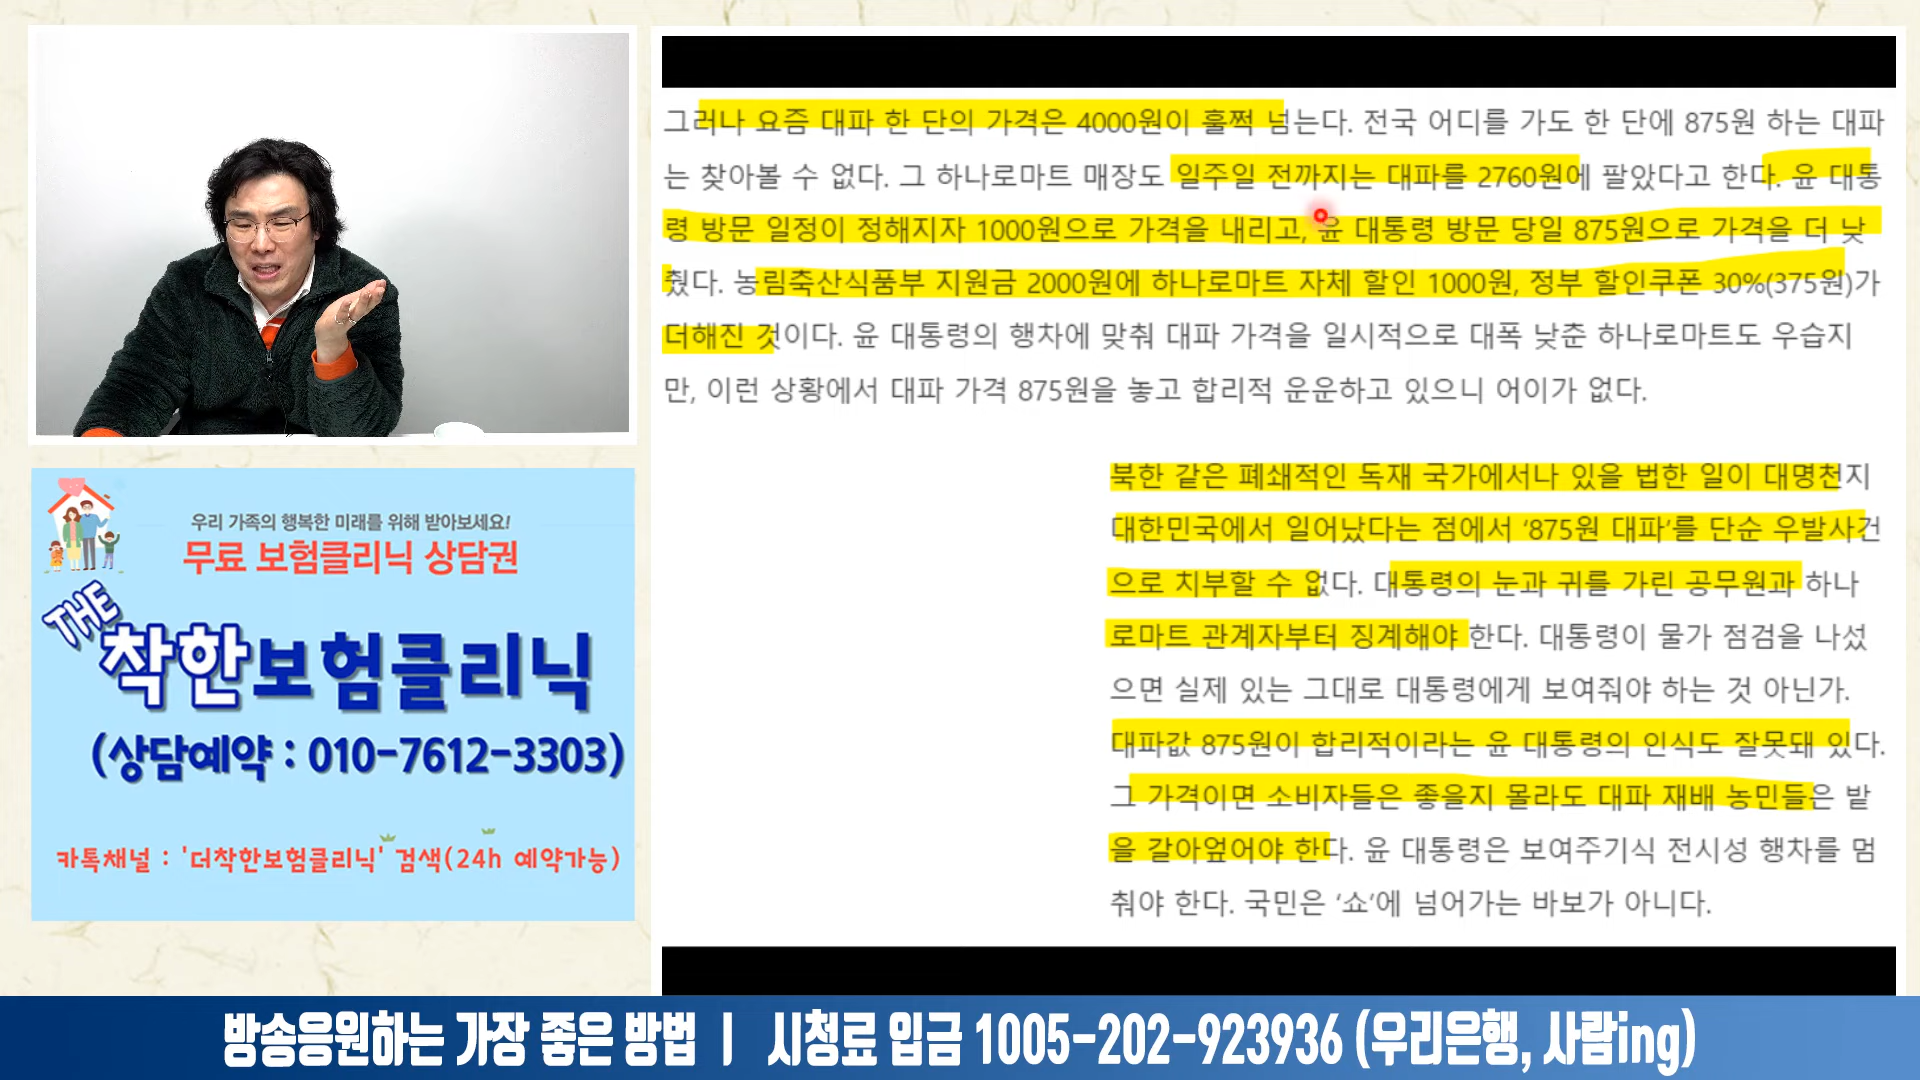 그러나 요즘 대파 한 단의 가격은 4000원이 훌쩍 넘는다. 전국 어디를 가도 한 단에 875원 하는 대파
는 찾아볼 수 없다. 그 하나로마트 매장도 일주일 전까지는 대파를 2760원에 팔았다고 한다. 윤 대통
령 방문 일정이 정해지자 1000원으로 가격을 내리고, 윤 대통령 방문 당일 875원으로 가격을 더 낮
췄다. 농림축산식품부 지원금 2000원에 하나로마트 자체 할인 1000원, 정부 할인쿠폰 30%(375원)가
더해진 것이다. 윤 대통령의 행차에 맞춰 대파 가격을 일시적으로 대폭 낮춘 하나로마트도 우습지
만, 이런 상황에서 대파 가격 875원을 놓고 합리적 운운하고 있으니 어이가 없다.
북한 같은 폐쇄적인 독재 국가에서나 있을 법한 일이 대명천지
대한민국에서 일어났다는 점에서 ‘875원 대파’를 단순 우발사건
으로 치부할 수 없다. 대통령의 눈과 귀를 가린 공무원과 하나
로마트 관계자부터 징계해야 한다. 대통령이 물가 점검을 나섰
으면 실제 있는 그대로 대통령에게 보여줘야 하는 것 아닌가.
대파값 875원이 합리적이라는 윤 대통령의 인식도 잘못돼 있다.
그 가격이면 소비자들은 좋을지 몰라도 대파 재배 농민들은 밭
을 갈아엎어야 한다. 윤 대통령은 보여주기식 전시성 행차를 멈
춰야 한다. 국민은 ‘쇼’에 넘어가는 바보가 아니다.
우리 가족의 행복한 미래를 위해 받아보세요!
무료 보험클리닉 상담권
THE
착한보험클리닉
(상담예약 : 010-7612-3303)
카톡채널 : '더착한보험클리닉' 검색(24h 예약가능)
방송응원하는 가장 좋은 방법 ㅣ 시청료 입금 1005-202-923936 (우리은행, 사람ing)